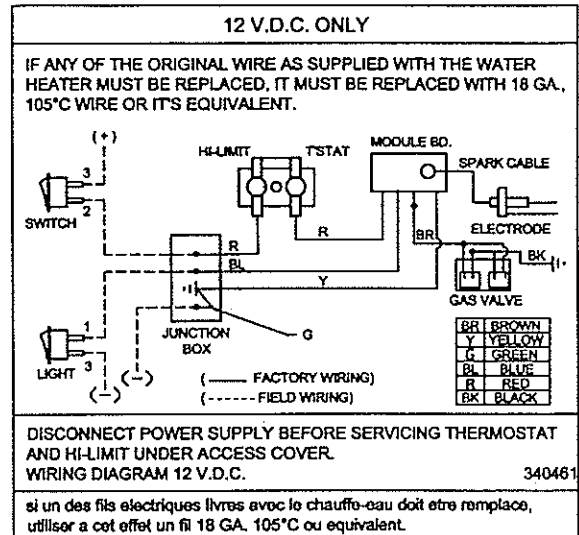 12 V.D.C. ONLY
IF ANY OF THE ORIGINAL WIRE AS SUPPLIED WITH THE WATER
HEATER MUST BE REPLACED, IT MUST BE REPLACED WITH 18 GA.,
105°C WIRE OR IT'S EQUIVALENT.
(+)
3
2
SWITCH
HI-LIMIT
T'STAT
MODULE BD.
SPARK CABLE
ELECTRODE
R
R
BL
Y
BR
BK
GAS VALVE
1
3
LIGHT
(-)
(-)
JUNCTION
BOX
G
( —— FACTORY WIRING)
( ----- FIELD WIRING)
BR BROWN
Y YELLOW
G GREEN
BL BLUE
R RED
BK BLACK
DISCONNECT POWER SUPPLY BEFORE SERVICING THERMOSTAT
AND HI-LIMIT UNDER ACCESS COVER.
WIRING DIAGRAM 12 V.D.C. 340461
si un des fils electriques livres avec le chauffe-eau doit etre remplace,
utiliser a cet effet un fil 18 GA. 105°C ou equivalent.